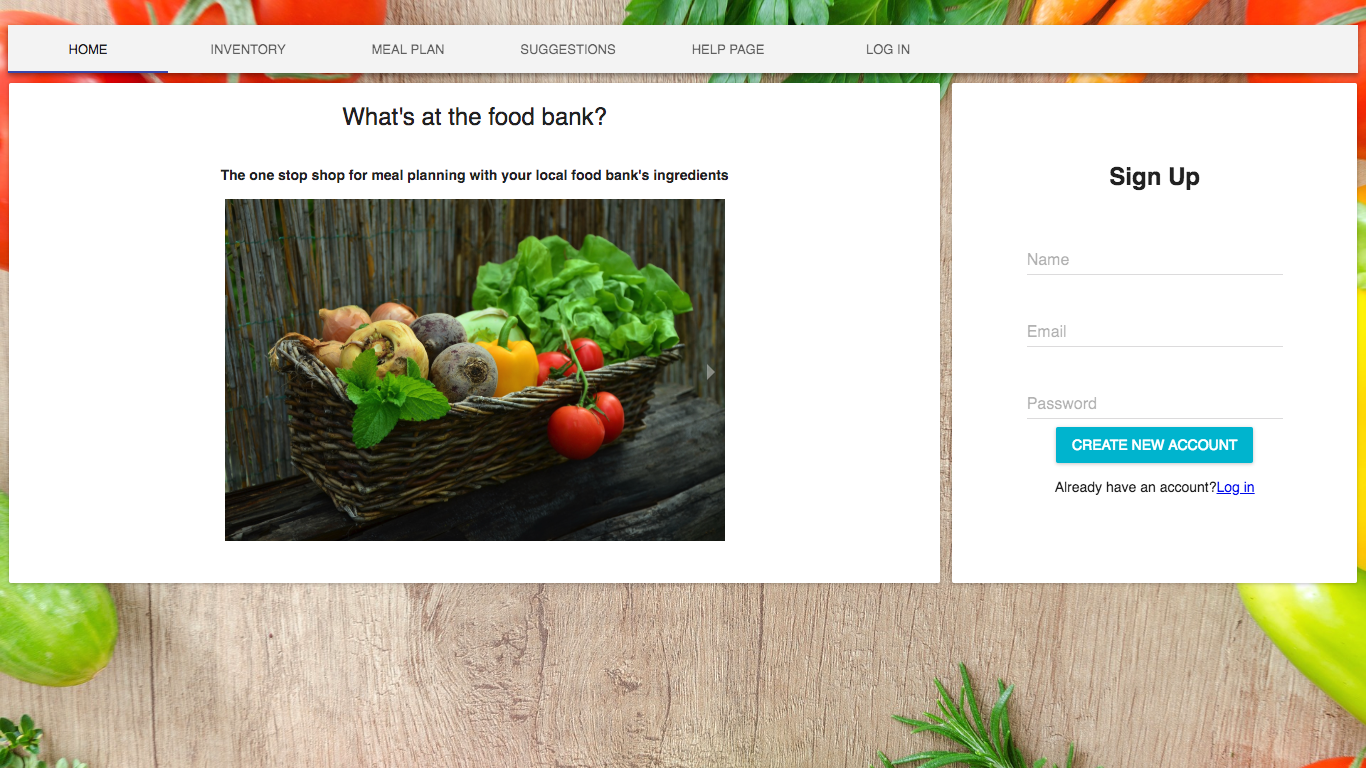 HOME INVENTORY MEAL PLAN SUGGESTIONS HELP PAGE LOG IN
What's at the food bank?
The one stop shop for meal planning with your local food bank's ingredients
Sign Up
Name
Email
Password
CREATE NEW ACCOUNT
Already have an account?Log in